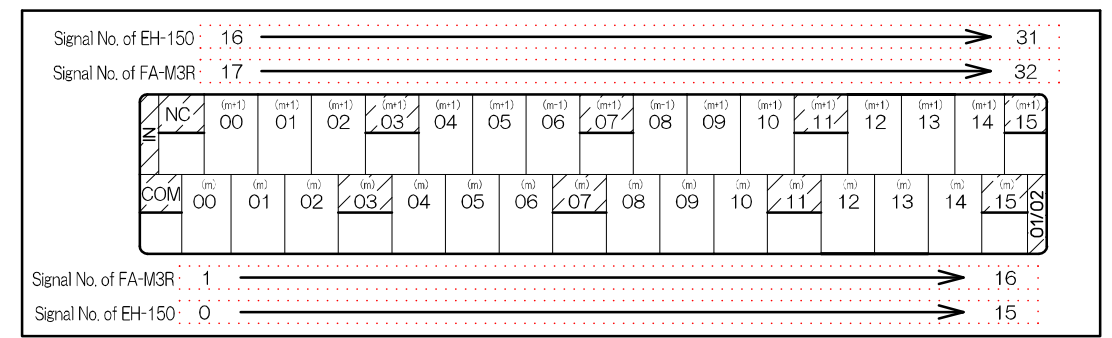 Signal No. of EH-150 16 31
Signal No. of FA-M3R 17 32
IN NC (m+1) 00 (m+1) 01 (m+1) 02 (m+1) 03 (m+1) 04 (m+1) 05 (m-1) 06 (m+1) 07 (m-1) 08 (m+1) 09 (m+1) 10 (m+1) 11 (m+1) 12 (m+1) 13 (m+1) 14 (m+1) 15
COM (m) 00 (m) 01 (m) 02 (m) 03 (m) 04 (m) 05 (m) 06 (m) 07 (m) 08 (m) 09 (m) 10 (m) 11 (m) 12 (m) 13 (m) 14 (m) 15 01/02
Signal No. of FA-M3R 1 16
Signal No. of EH-150 0 15